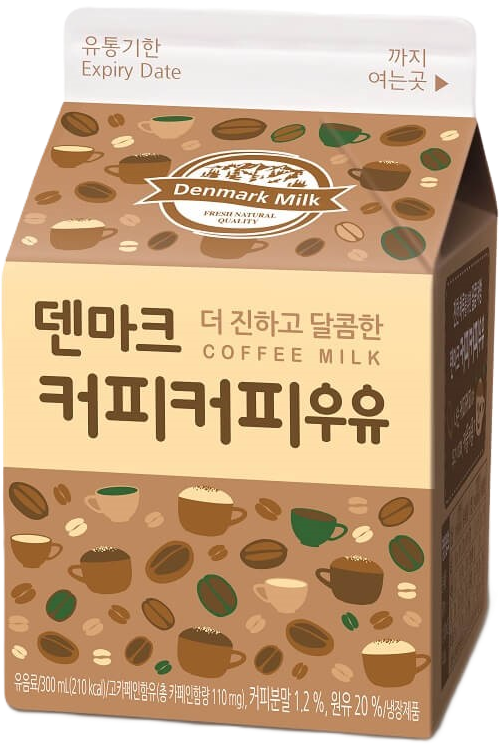 유통기한
Expiry Date
까지
여는곳 ▶
Denmark Milk
FRESH NATURAL
QUALITY
덴마크 더 진하고 달콤한
COFFEE MILK
커피커피우유
유음료/300 mL(210 kcal)/고카페인함유(총 카페인함량 110 mg), 커피분말 1.2 %, 원유 20 %/냉장제품